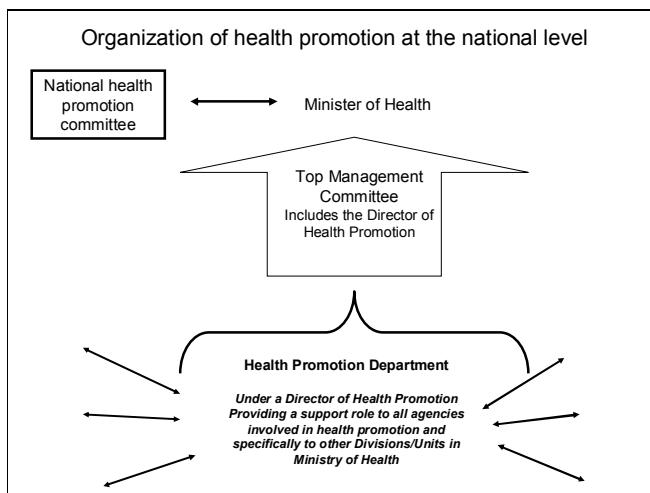 Organization of health promotion at the national level
National health
promotion
committee
Minister of Health
Top Management
Committee
Includes the Director of
Health Promotion
Health Promotion Department
Under a Director of Health Promotion
Providing a support role to all agencies
involved in health promotion and
specifically to other Divisions/Units in
Ministry of Health